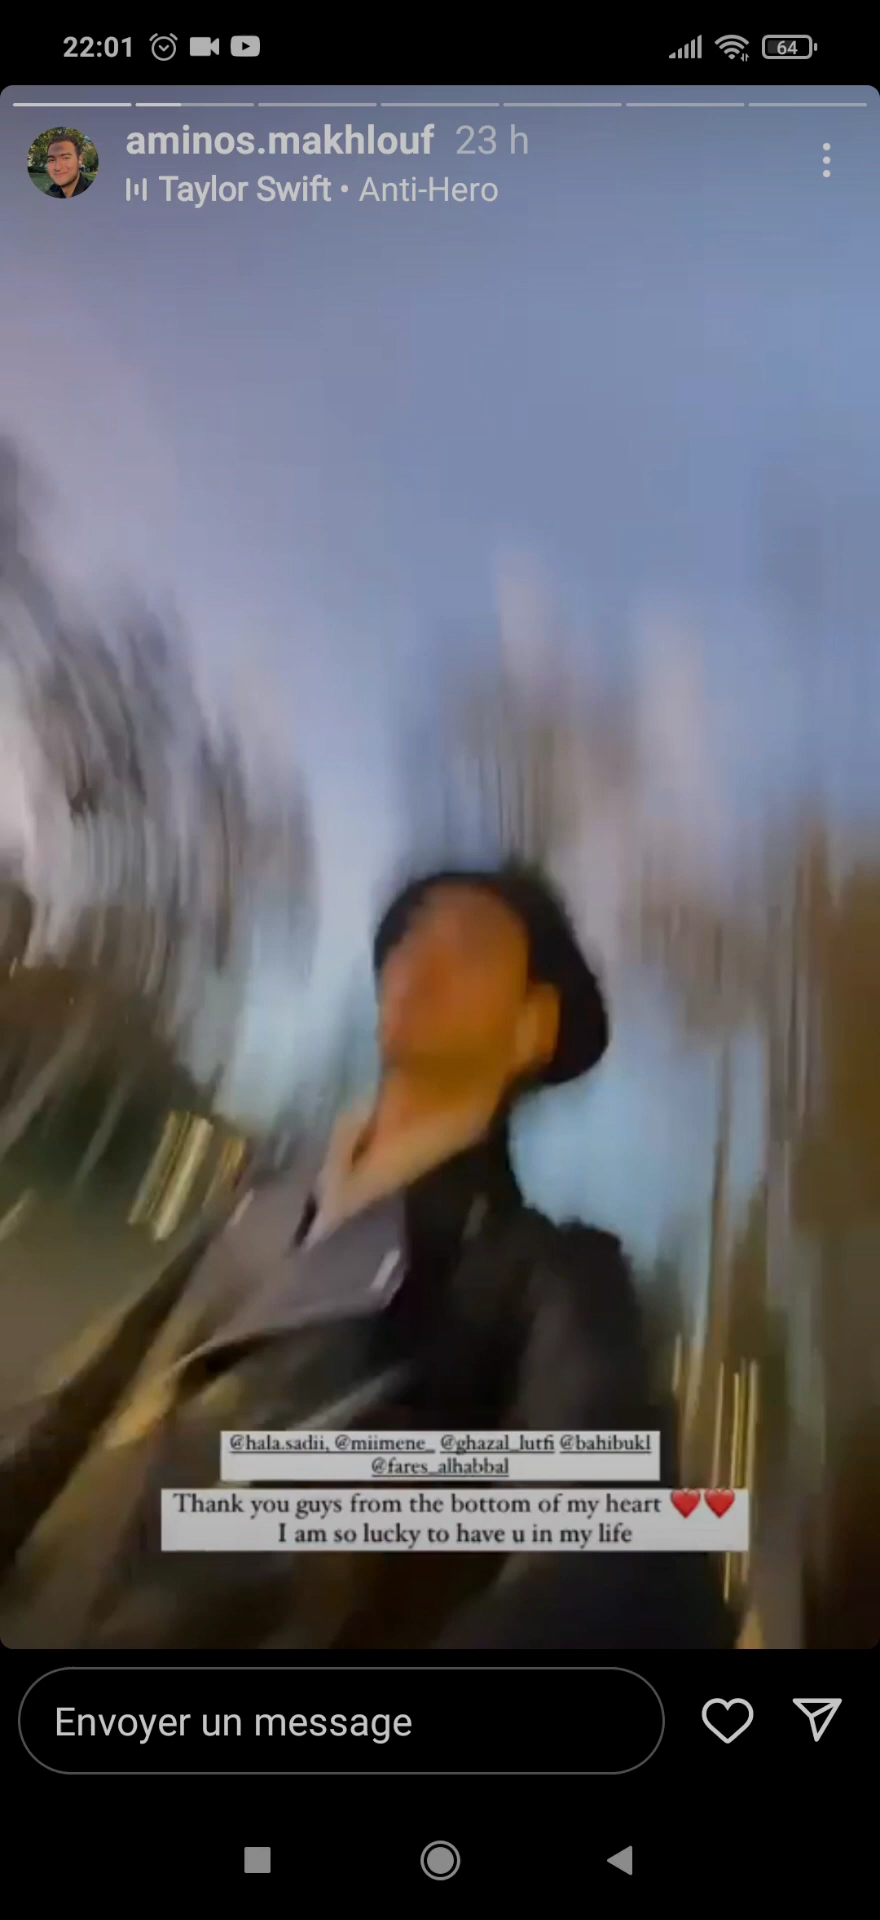 22:01
64
aminos.makhlouf 23 h
Taylor Swift • Anti-Hero
@hala.sadii, @miimene_ @ghazal_lutfi @bahibukl
@fares_alhabbal
Thank you guys from the bottom of my heart ❤️❤️
I am so lucky to have u in my life
Envoyer un message